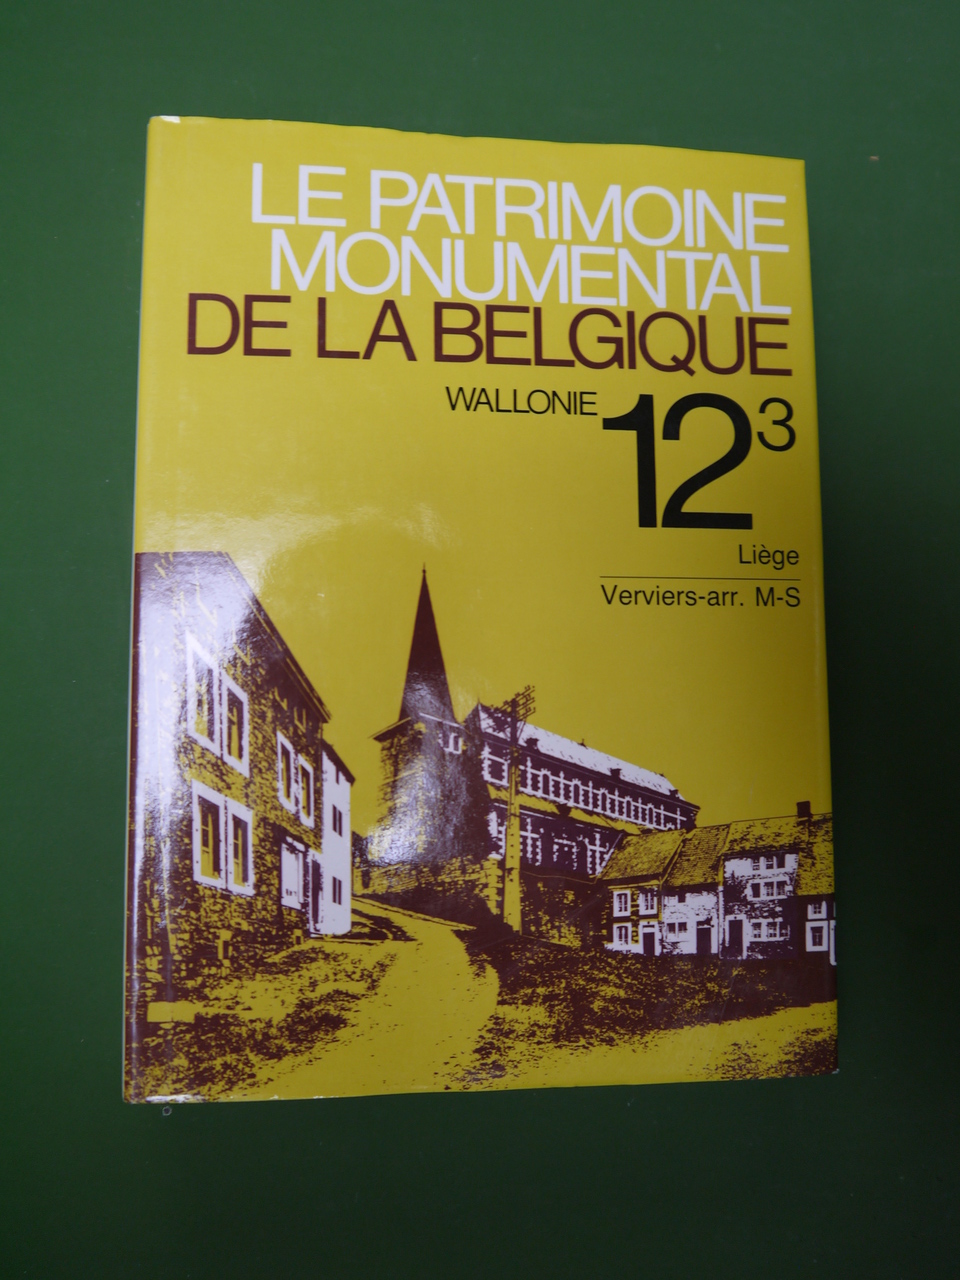 LE PATRIMOINE
MONUMENTAL
DE LA BELGIQUE
WALLONIE 12³
Liège
Verviers-arr. M-S